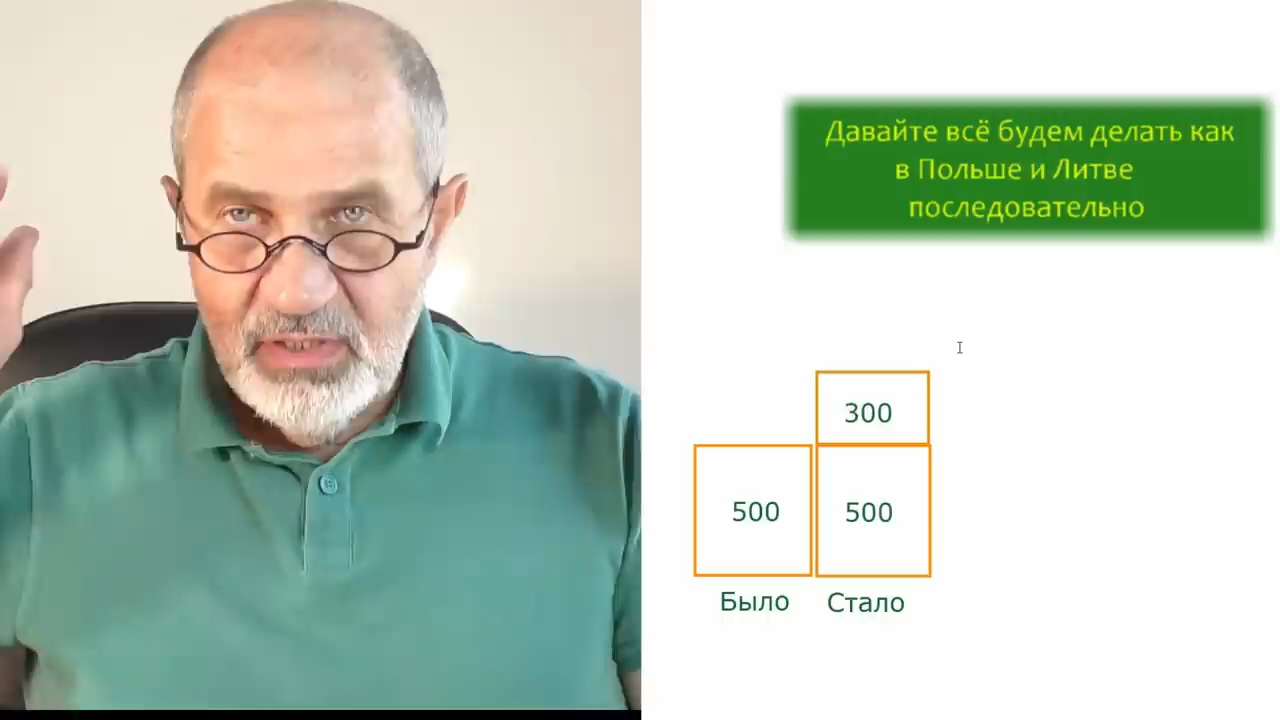 Давайте всё будем делать как
в Польше и Литве
последовательно
300
500 500
Было Стало